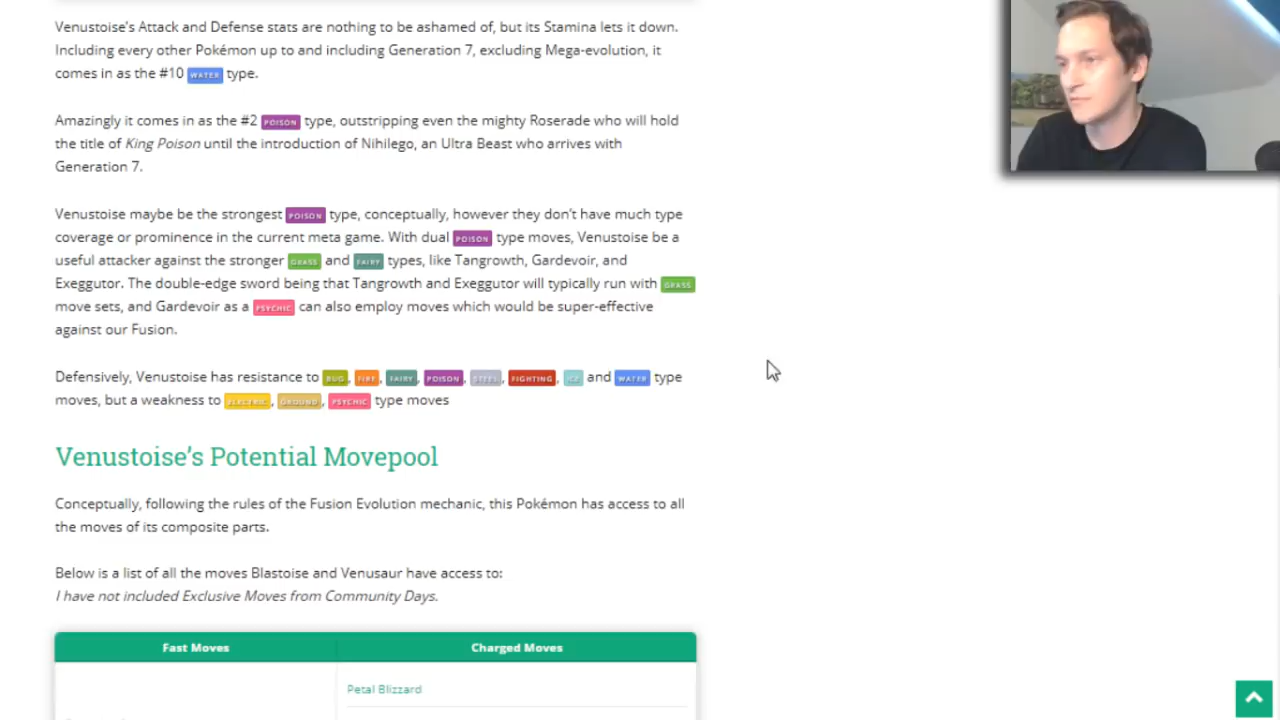 Venustoise's Attack and Defense stats are nothing to be ashamed of, but its Stamina lets it down.
Including every other Pokémon up to and including Generation 7, excluding Mega-evolution, it
comes in as the #10 WATER type.
Amazingly it comes in as the #2 POISON type, outstripping even the mighty Roserade who will hold
the title of King Poison until the introduction of Nihilego, an Ultra Beast who arrives with
Generation 7.
Venustoise maybe be the strongest POISON type, conceptually, however they don't have much type
coverage or prominence in the current meta game. With dual POISON type moves, Venustoise be a
useful attacker against the stronger GRASS and FAIRY types, like Tangrowth, Gardevoir, and
Exeggutor. The double-edge sword being that Tangrowth and Exeggutor will typically run with GRASS
move sets, and Gardevoir as a PSYCHIC can also employ moves which would be super-effective
against our Fusion.
Defensively, Venustoise has resistance to BUG, FIRE, FAIRY, POISON, STEEL, FIGHTING, ICE and WATER type
moves, but a weakness to ELECTRIC, GROUND, PSYCHIC type moves
Venustoise's Potential Movepool
Conceptually, following the rules of the Fusion Evolution mechanic, this Pokémon has access to all
the moves of its composite parts.
Below is a list of all the moves Blastoise and Venusaur have access to:
I have not included Exclusive Moves from Community Days.
Fast Moves Charged Moves
Petal Blizzard